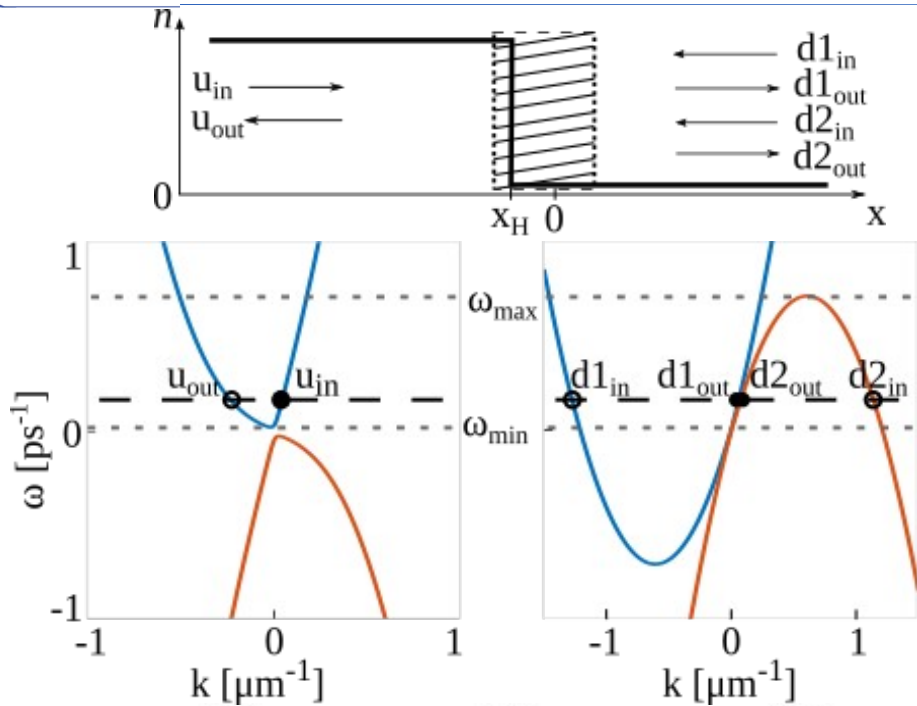 n
u_in
u_out
d1_in
d1_out
d2_in
d2_out
0
x_H 0 x
1
0
-1
ω [ps⁻¹]
u_out u_in
-1 0 1
k [μm⁻¹]
ω_max
ω_min
d1_in d1_out d2_out d2_in
-1 0 1
k [μm⁻¹]